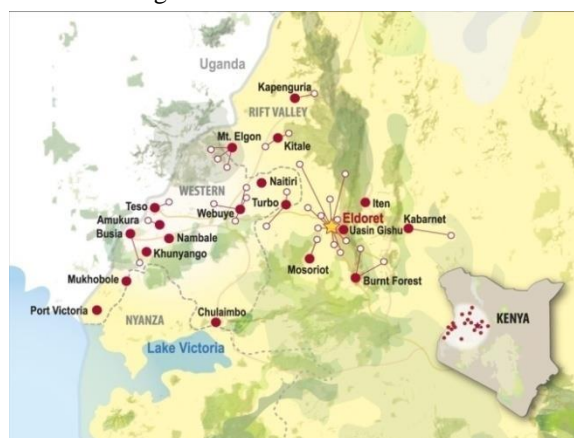 Uganda
Kapenguria
RIFT VALLEY
Mt. Elgon
Kitale
Naitiri
WESTERN
Turbo
Iten
Teso
Webuye
Eldoret
Kabarnet
Amukura
Uasin Gishu
Busia
Nambale
Khunyango
Mosoriot
Burnt Forest
Mukhobole
Port Victoria
Chulaimbo
NYANZA
KENYA
Lake Victoria